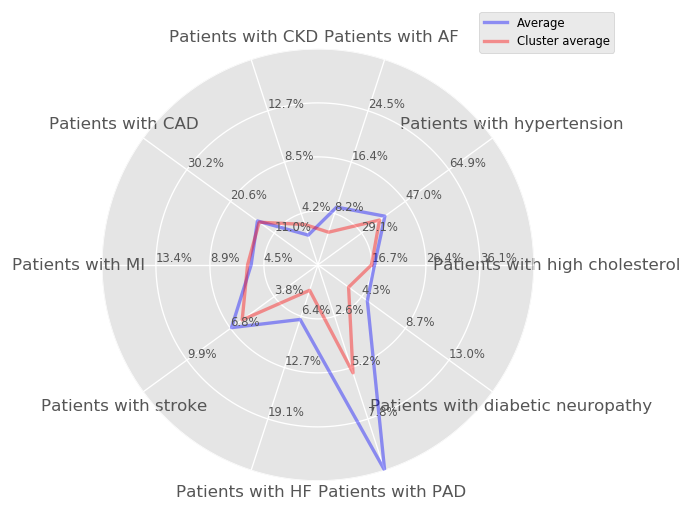 Average
Cluster average
Patients with CKD
Patients with AF
12.7%
24.5%
Patients with CAD
Patients with hypertension
30.2%
8.5%
16.4%
64.9%
20.6%
47.0%
4.2%
8.2%
11.0%
29.1%
Patients with MI
13.4%
8.9%
4.5%
16.7%
26.4%
36.1%
Patients with high cholesterol
3.8%
4.3%
6.8%
6.4%
2.6%
8.7%
9.9%
12.7%
5.2%
13.0%
Patients with stroke
19.1%
7.8%
Patients with diabetic neuropathy
Patients with HF
Patients with PAD